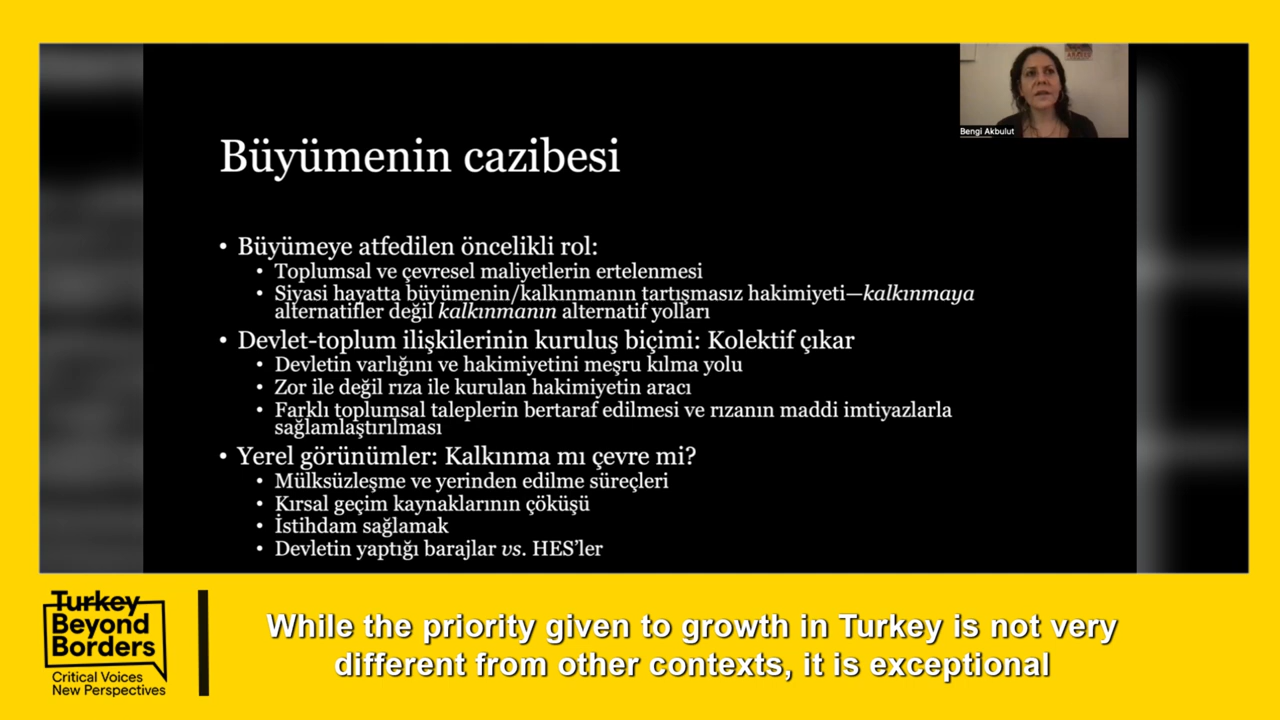 Bengi Akbulut
Büyümenin cazibesi
• Büyümeye atfedilen öncelikli rol:
• Toplumsal ve çevresel maliyetlerin ertelenmesi
• Siyasi hayatta büyümenin/kalkınmanın tartışmasız hakimiyeti—kalkınmaya
alternatifler değil kalkınmanın alternatif yolları
• Devlet-toplum ilişkilerinin kuruluş biçimi: Kolektif çıkar
• Devletin varlığını ve hakimiyetini meşru kılma yolu
• Zor ile değil rıza ile kurulan hakimiyetin aracı
• Farklı toplumsal taleplerin bertaraf edilmesi ve rızanın maddi imtiyazlarla
sağlamlaştırılması
• Yerel görünümler: Kalkınma mı çevre mi?
• Mülksüzleşme ve yerinden edilme süreçleri
• Kırsal geçim kaynaklarının çöküşü
• İstihdam sağlamak
• Devletin yaptığı barajlar vs. HES’ler
Turkey
Beyond
Borders
Critical Voices
New Perspectives
While the priority given to growth in Turkey is not very
different from other contexts, it is exceptional